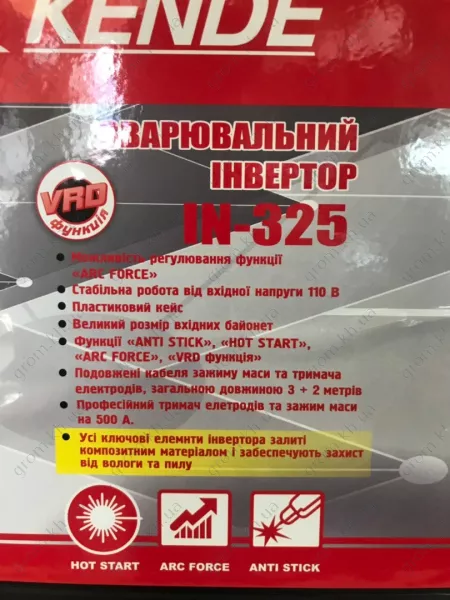 KENDE
ЗВАРЮВАЛЬНИЙ
ІНВЕРТОР
IN-325
VRD
функція
• Можливість регулювання функції
«ARC FORCE»
• Стабільна робота від вхідної напруги 110 В
• Пластиковий кейс
• Великий розмір вхідних байонет
• Функції «ANTI STICK», «HOT START»,
«ARC FORCE», «VRD функція»
• Подовжені кабеля зажиму маси та тримача
електродів, загальною довжиною 3 + 2 метрів
• Професійний тримач елетродів та зажим маси
на 500 А.
• Усі ключові елемнти інвертора залиті
композитним матеріалом і забеспечують захист
від вологи та пилу
HOT START
ARC FORCE
ANTI STICK